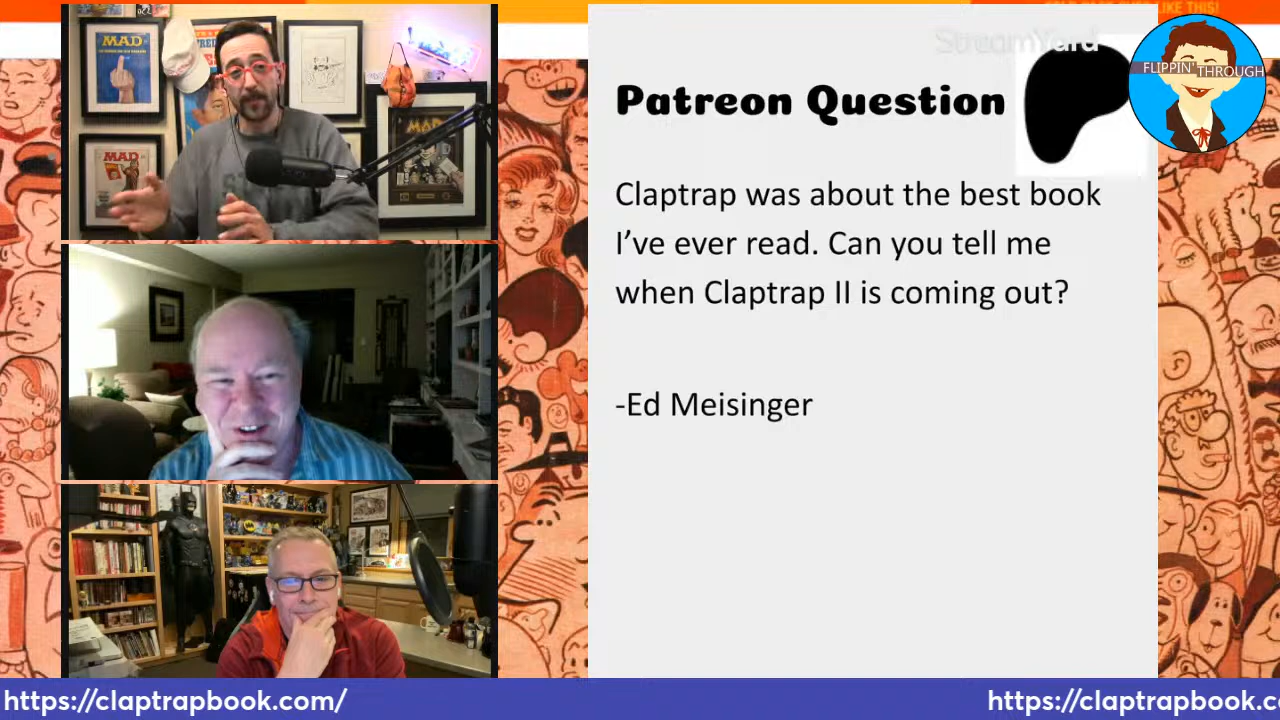 StreamYard
FLIPPIN' THROUGH
Patreon Question
Claptrap was about the best book
I've ever read. Can you tell me
when Claptrap II is coming out?
-Ed Meisinger
MAD
MAD
MAD
https://claptrapbook.com/
https://claptrapbook.c